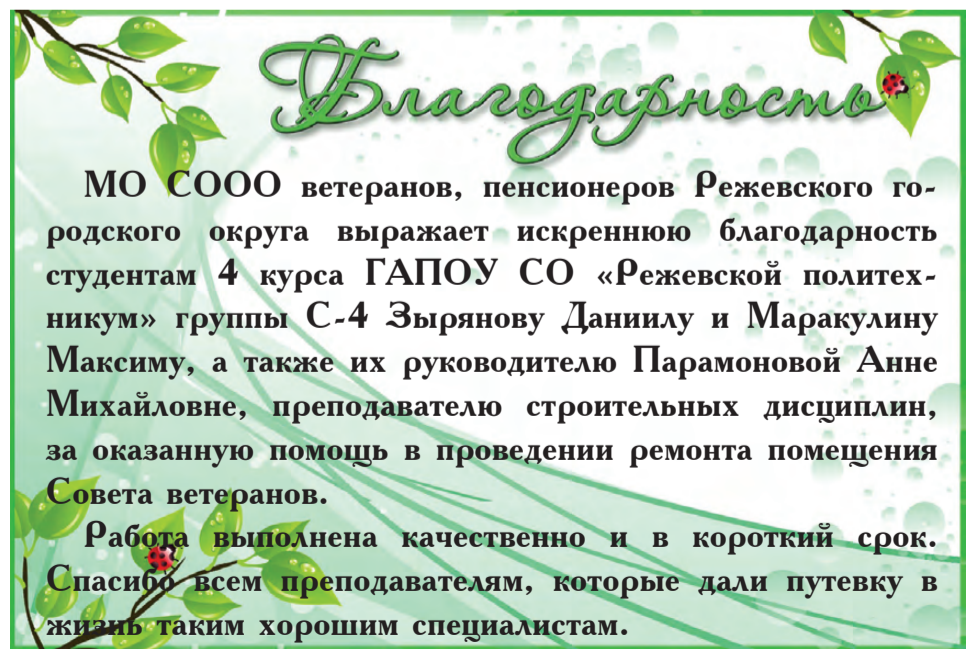 Благодарность
МО СООО ветеранов, пенсионеров Режевского го-
родского округа выражает искреннюю благодарность
студентам 4 курса ГАПОУ СО «Режевской политех-
никум» группы С-4 Зырянову Даниилу и Маракулину
Максиму, а также их руководителю Парамоновой Анне
Михайловне, преподавателю строительных дисциплин,
за оказанную помощь в проведении ремонта помещения
Совета ветеранов.
Работа выполнена качественно и в короткий срок.
Спасибо всем преподавателям, которые дали путевку в
жизнь таким хорошим специалистам.